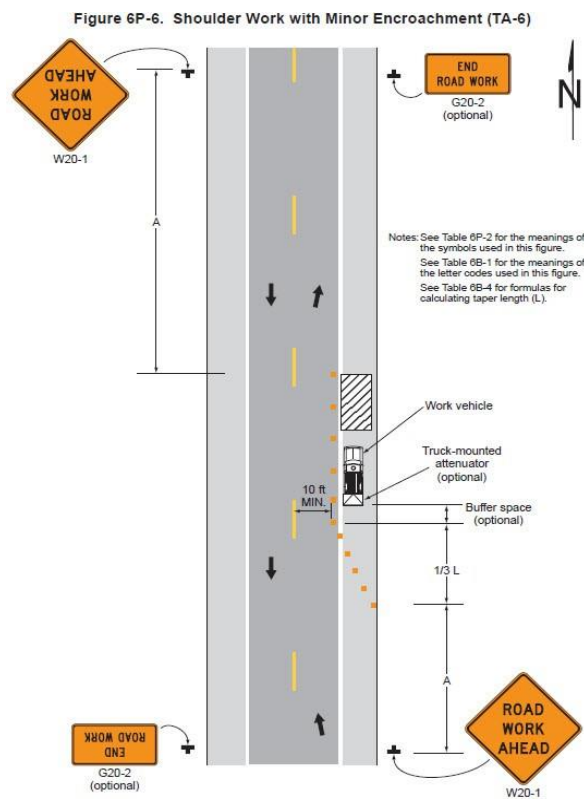 Figure 6P-6. Shoulder Work with Minor Encroachment (TA-6)
ROAD
WORK
AHEAD
W20-1
END
ROAD WORK
G20-2
(optional)
N
A
Notes: See Table 6P-2 for the meanings of
the symbols used in this figure.
See Table 6B-1 for the meanings of
the letter codes used in this figure.
See Table 6B-4 for formulas for
calculating taper length (L).
Work vehicle
Truck-mounted
attenuator
(optional)
10 ft
MIN.
Buffer space
(optional)
1/3 L
A
END
ROAD WORK
G20-2
(optional)
ROAD
WORK
AHEAD
W20-1